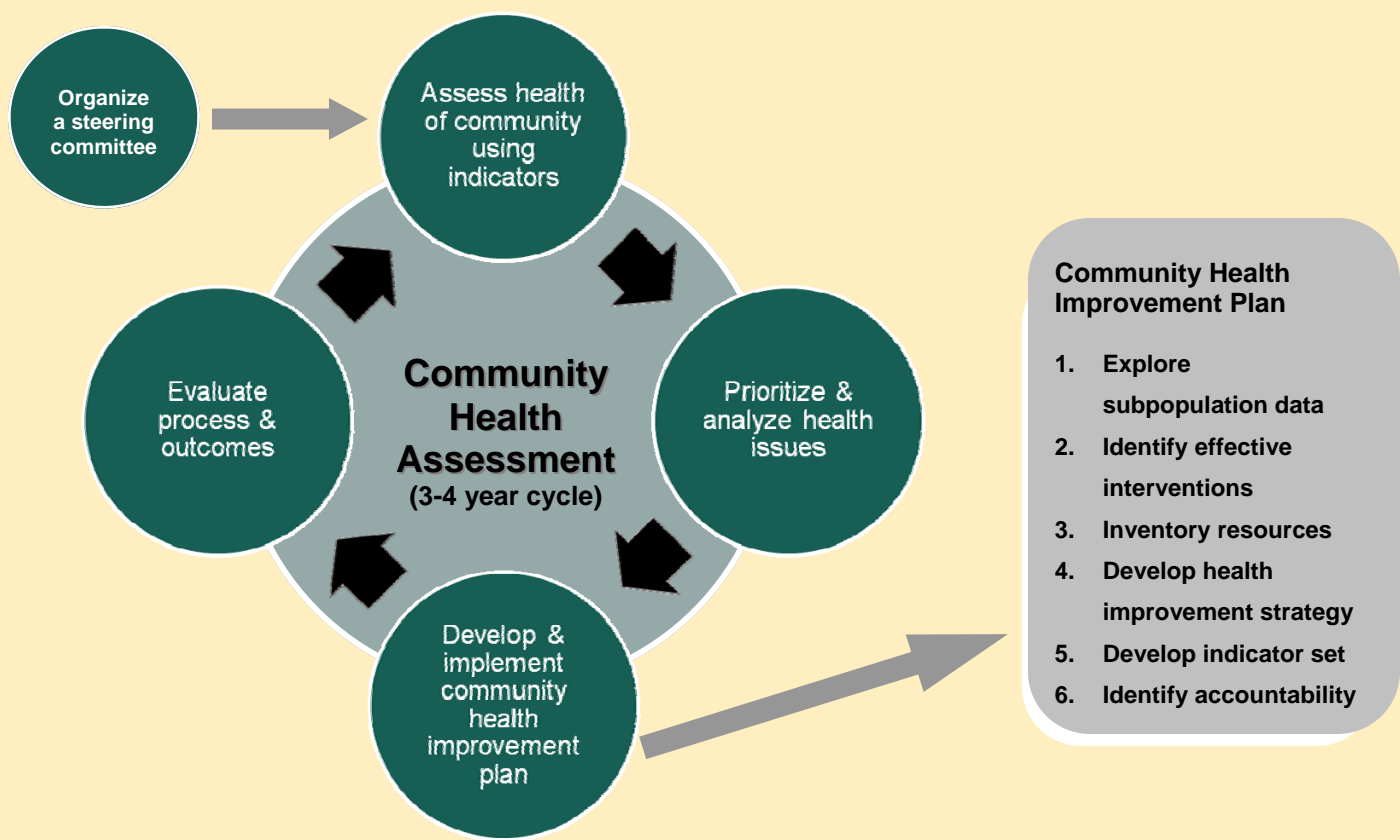 Organize
a steering
committee
Assess health
of community
using
indicators
Prioritize &
analyze health
issues
Develop &
implement
community
health
improvement
plan
Evaluate
process &
outcomes
Community
Health
Assessment
(3-4 year cycle)
Community Health
Improvement Plan
1. Explore
subpopulation data
2. Identify effective
interventions
3. Inventory resources
4. Develop health
improvement strategy
5. Develop indicator set
6. Identify accountability